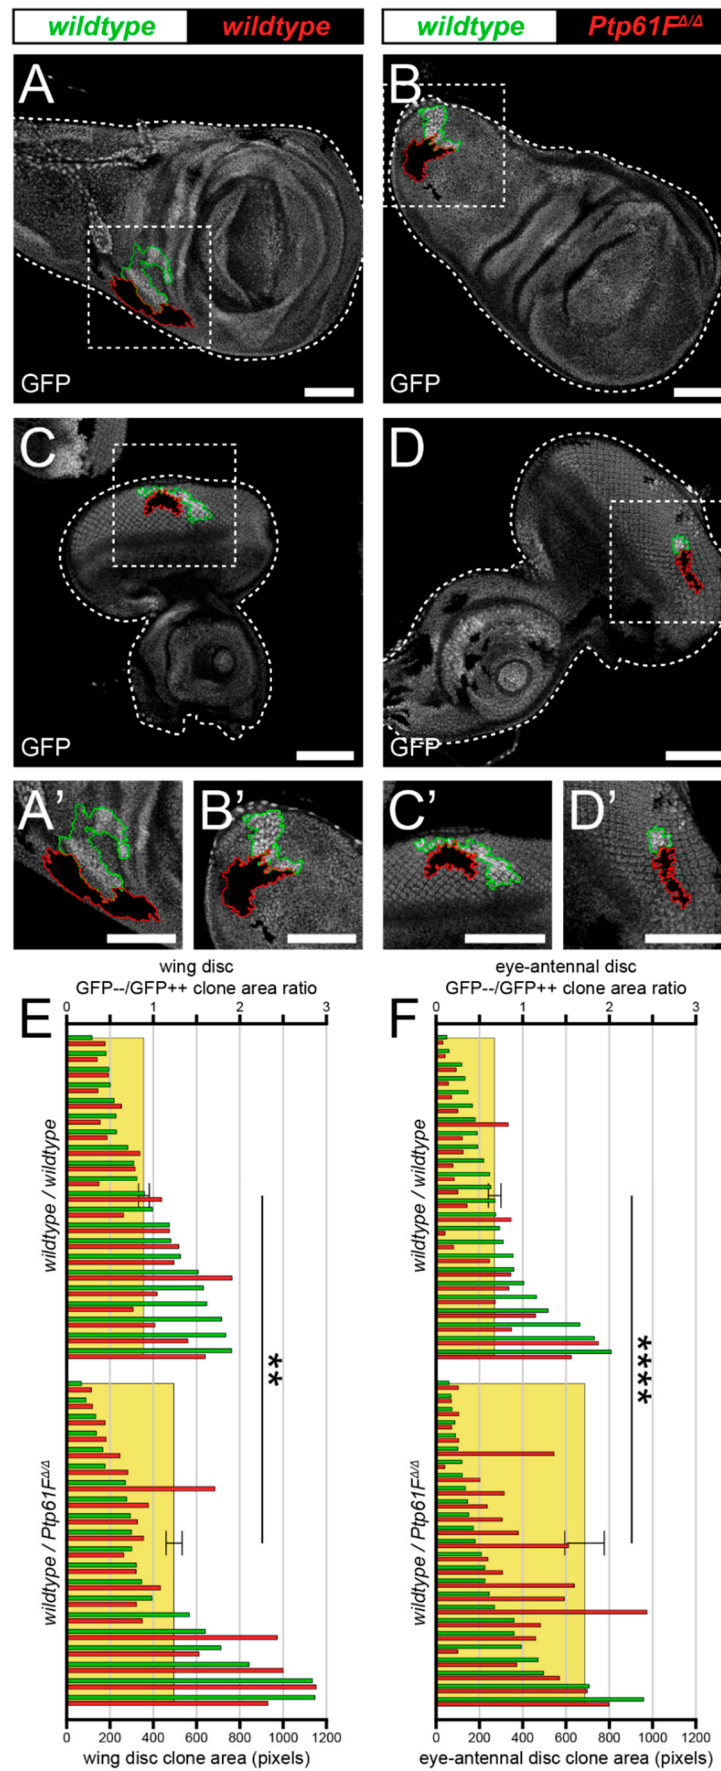 wildtype wildtype wildtype Ptp61F^Δ/Δ
A B
GFP GFP
C D
GFP GFP
A’ B’ C’ D’
wing disc eye-antennal disc
GFP--/GFP++ clone area ratio GFP--/GFP++ clone area ratio
E F
0 1 2 3 0 1 2 3
wildtype / wildtype wildtype / wildtype
** ****
wildtype / Ptp61F^Δ/Δ wildtype / Ptp61F^Δ/Δ
0 200 400 600 800 1000 1200 0 200 400 600 800 1000 1200
wing disc clone area (pixels) eye-antennal disc clone area (pixels)